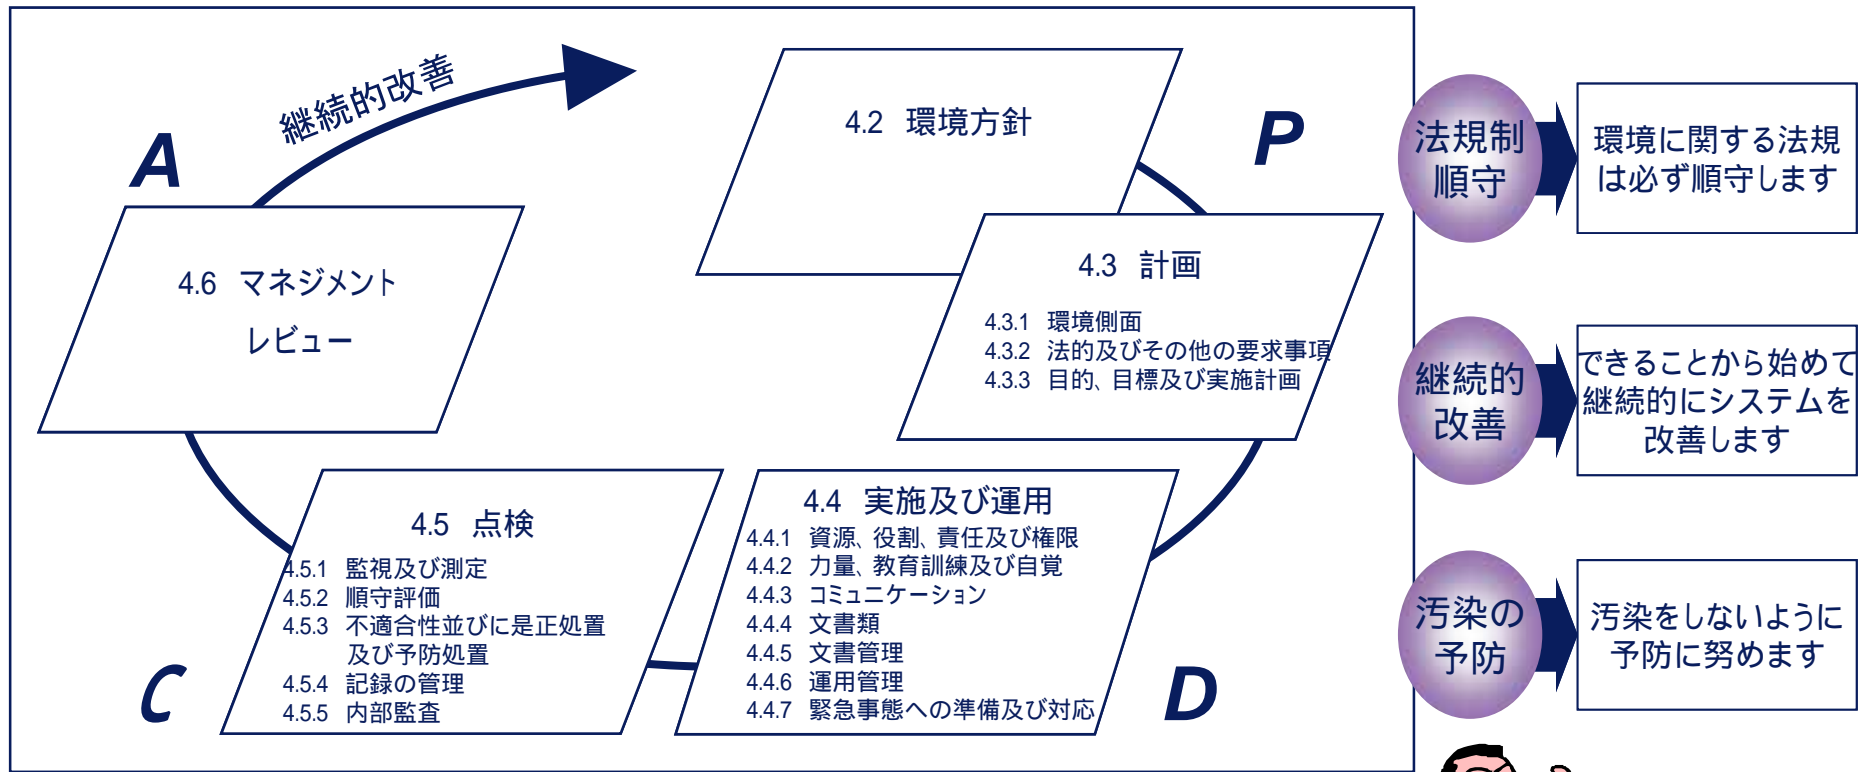 継続的改善
A
4.2 環境方針
P
4.6 マネジメント
レビュー
4.3 計画
4.3.1 環境側面
4.3.2 法的及びその他の要求事項
4.3.3 目的、目標及び実施計画
4.5 点検
4.5.1 監視及び測定
4.5.2 順守評価
4.5.3 不適合性並びに是正処置
及び予防処置
4.5.4 記録の管理
4.5.5 内部監査
C
4.4 実施及び運用
4.4.1 資源、役割、責任及び権限
4.4.2 力量、教育訓練及び自覚
4.4.3 コミュニケーション
4.4.4 文書類
4.4.5 文書管理
4.4.6 運用管理
4.4.7 緊急事態への準備及び対応
D
法規制
順守
環境に関する法規
は必ず順守します
継続的
改善
できることから始めて
継続的にシステムを
改善します
汚染の
予防
汚染をしないように
予防に努めます